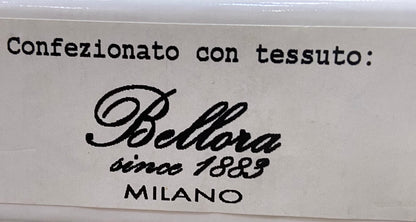 Confezionato con tessuto:
Bellora
since 1883
MILANO